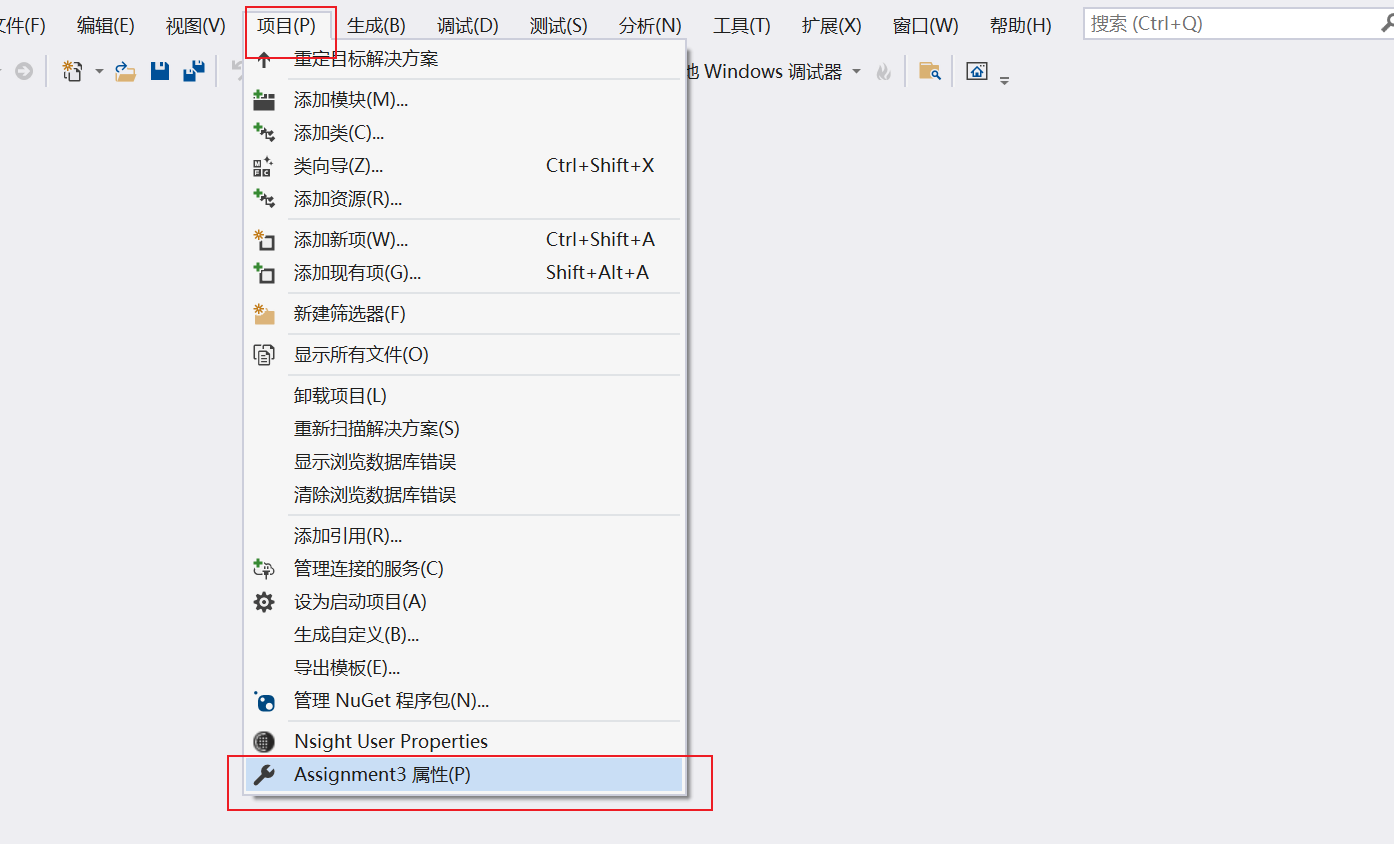 文件(F) 编辑(E) 视图(V) 项目(P) 生成(B) 调试(D) 测试(S) 分析(N) 工具(T) 扩展(X) 窗口(W) 帮助(H) 搜索 (Ctrl+Q)
重定目标解决方案
Windows 调试器
添加模块(M)...
添加类(C)...
类向导(Z)... Ctrl+Shift+X
添加资源(R)...
添加新项(W)... Ctrl+Shift+A
添加现有项(G)... Shift+Alt+A
新建筛选器(F)
显示所有文件(O)
卸载项目(L)
重新扫描解决方案(S)
显示浏览数据库错误
清除浏览数据库错误
添加引用(R)...
管理连接的服务(C)
设为启动项目(A)
生成自定义(B)...
导出模板(E)...
管理 NuGet 程序包(N)...
Nsight User Properties
Assignment3 属性(P)